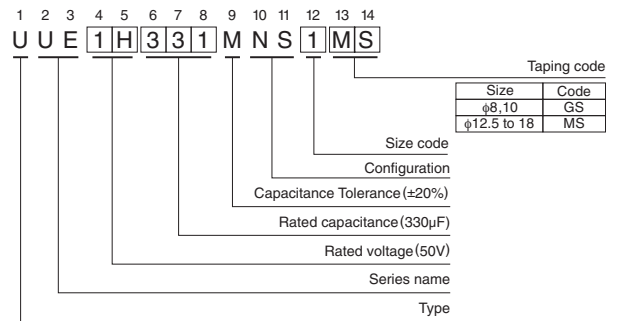 1 2 3 4 5 6 7 8 9 10 11 12 13 14
U U E 1 H 3 3 1 M N S 1 M S
Taping code
Size Code
ϕ8,10 GS
ϕ12.5 to 18 MS
Size code
Configuration
Capacitance Tolerance (±20%)
Rated capacitance (330µF)
Rated voltage (50V)
Series name
Type